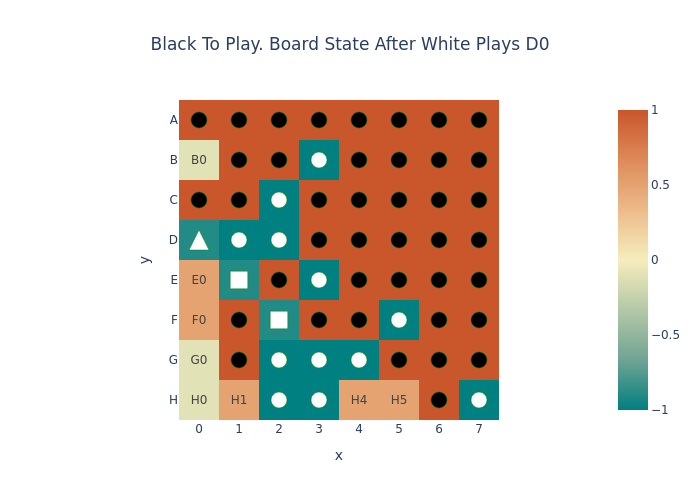 Black To Play. Board State After White Plays D0
A
B B0
C
D
E E0
F F0
G G0
H H0 H1 H4 H5
0 1 2 3 4 5 6 7
x
y
1
0.5
0
−0.5
−1